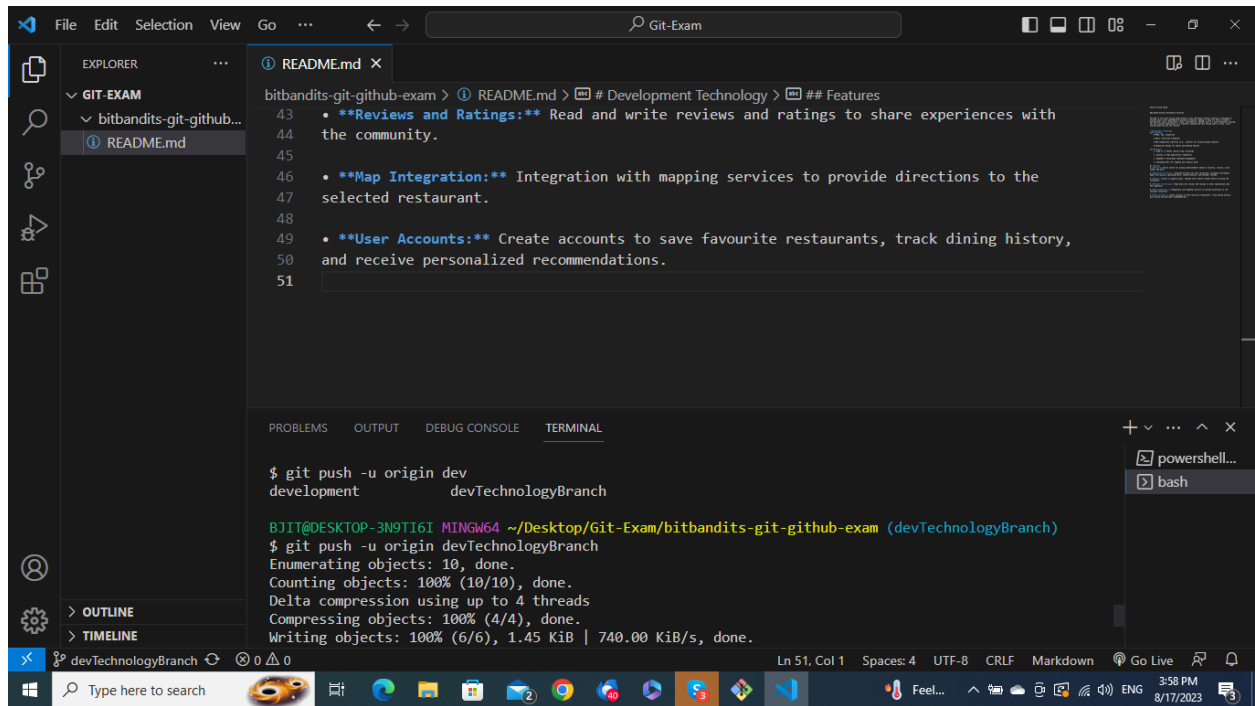 File Edit Selection View Go ··· Git-Exam
EXPLORER ···
GIT-EXAM
bitbandits-git-github...
README.md
README.md
bitbandits-git-github-exam > README.md > # Development Technology > ## Features
43 • **Reviews and Ratings:** Read and write reviews and ratings to share experiences with
44 the community.
45
46 • **Map Integration:** Integration with mapping services to provide directions to the
47 selected restaurant.
48
49 • **User Accounts:** Create accounts to save favourite restaurants, track dining history,
50 and receive personalized recommendations.
51
PROBLEMS OUTPUT DEBUG CONSOLE TERMINAL
powershell...
bash
$ git push -u origin dev
development devTechnologyBranch
BJIT@DESKTOP-3N9TI6I MINGW64 ~/Desktop/Git-Exam/bitbandits-git-github-exam (devTechnologyBranch)
$ git push -u origin devTechnologyBranch
Enumerating objects: 10, done.
Counting objects: 100% (10/10), done.
Delta compression using up to 4 threads
Compressing objects: 100% (4/4), done.
Writing objects: 100% (6/6), 1.45 KiB | 740.00 KiB/s, done.
OUTLINE
TIMELINE
devTechnologyBranch 0 0 Ln 51, Col 1 Spaces: 4 UTF-8 CRLF Markdown Go Live
Type here to search Feel... ENG 3:58 PM
8/17/2023